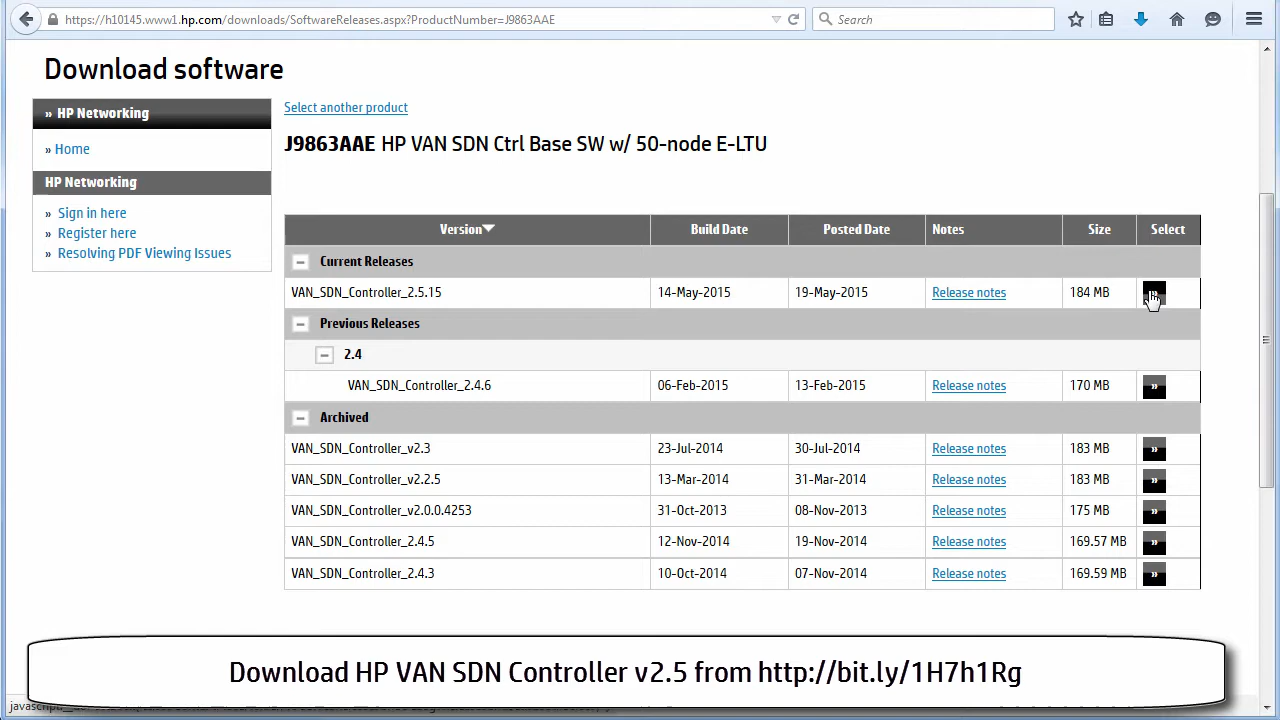 https://h10145.www1.hp.com/downloads/SoftwareReleases.aspx?ProductNumber=J9863AAE
Search
Download software
» HP Networking
» Home
HP Networking
» Sign in here
» Register here
» Resolving PDF Viewing Issues
Select another product
J9863AAE HP VAN SDN Ctrl Base SW w/ 50-node E-LTU
Version Build Date Posted Date Notes Size Select
Current Releases
VAN_SDN_Controller_2.5.15 14-May-2015 19-May-2015 Release notes 184 MB »
Previous Releases
2.4
VAN_SDN_Controller_2.4.6 06-Feb-2015 13-Feb-2015 Release notes 170 MB »
Archived
VAN_SDN_Controller_v2.3 23-Jul-2014 30-Jul-2014 Release notes 183 MB »
VAN_SDN_Controller_v2.2.5 13-Mar-2014 31-Mar-2014 Release notes 183 MB »
VAN_SDN_Controller_v2.0.0.4253 31-Oct-2013 08-Nov-2013 Release notes 175 MB »
VAN_SDN_Controller_2.4.5 12-Nov-2014 19-Nov-2014 Release notes 169.57 MB »
VAN_SDN_Controller_2.4.3 10-Oct-2014 07-Nov-2014 Release notes 169.59 MB »
Download HP VAN SDN Controller v2.5 from http://bit.ly/1H7h1Rg